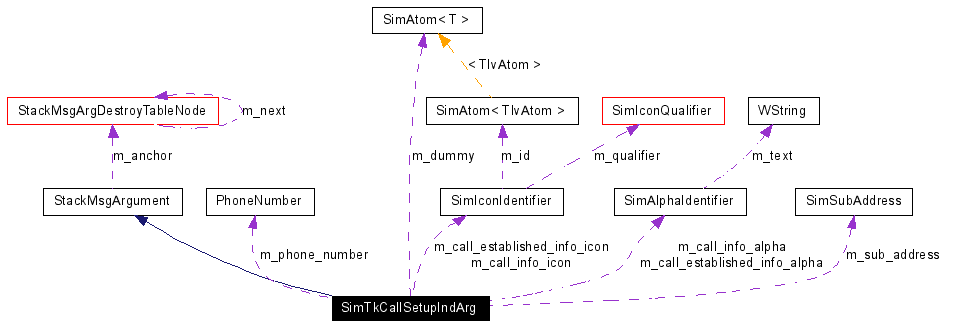 SimAtom< T >
< TlvAtom >
StackMsgArgDestroyTableNode
m_next
SimAtom< TlvAtom >
SimIconQualifier
WString
m_anchor
m_dummy
m_id
m_qualifier
m_text
StackMsgArgument
PhoneNumber
SimIconIdentifier
SimAlphaIdentifier
SimSubAddress
m_phone_number
m_call_established_info_icon
m_call_info_icon
m_call_info_alpha
m_call_established_info_alpha
m_sub_address
SimTkCallSetupIndArg